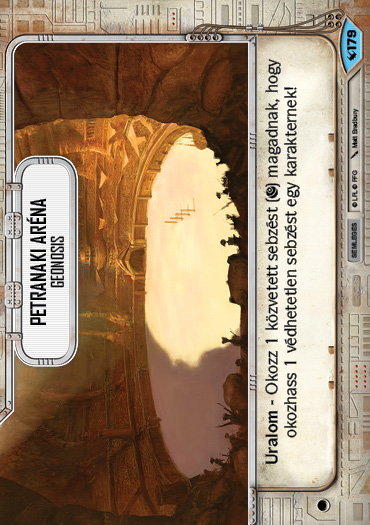 PETRANAKI ARÉNA
GEONOSIS
Uralom - Okozz 1 közvetett sebzést ( ) magadnak, hogy
okozhass 1 védhetetlen sebzést egy karakternek!
SEMLEGES
© LFL © FFG
Matt Bradbury
179